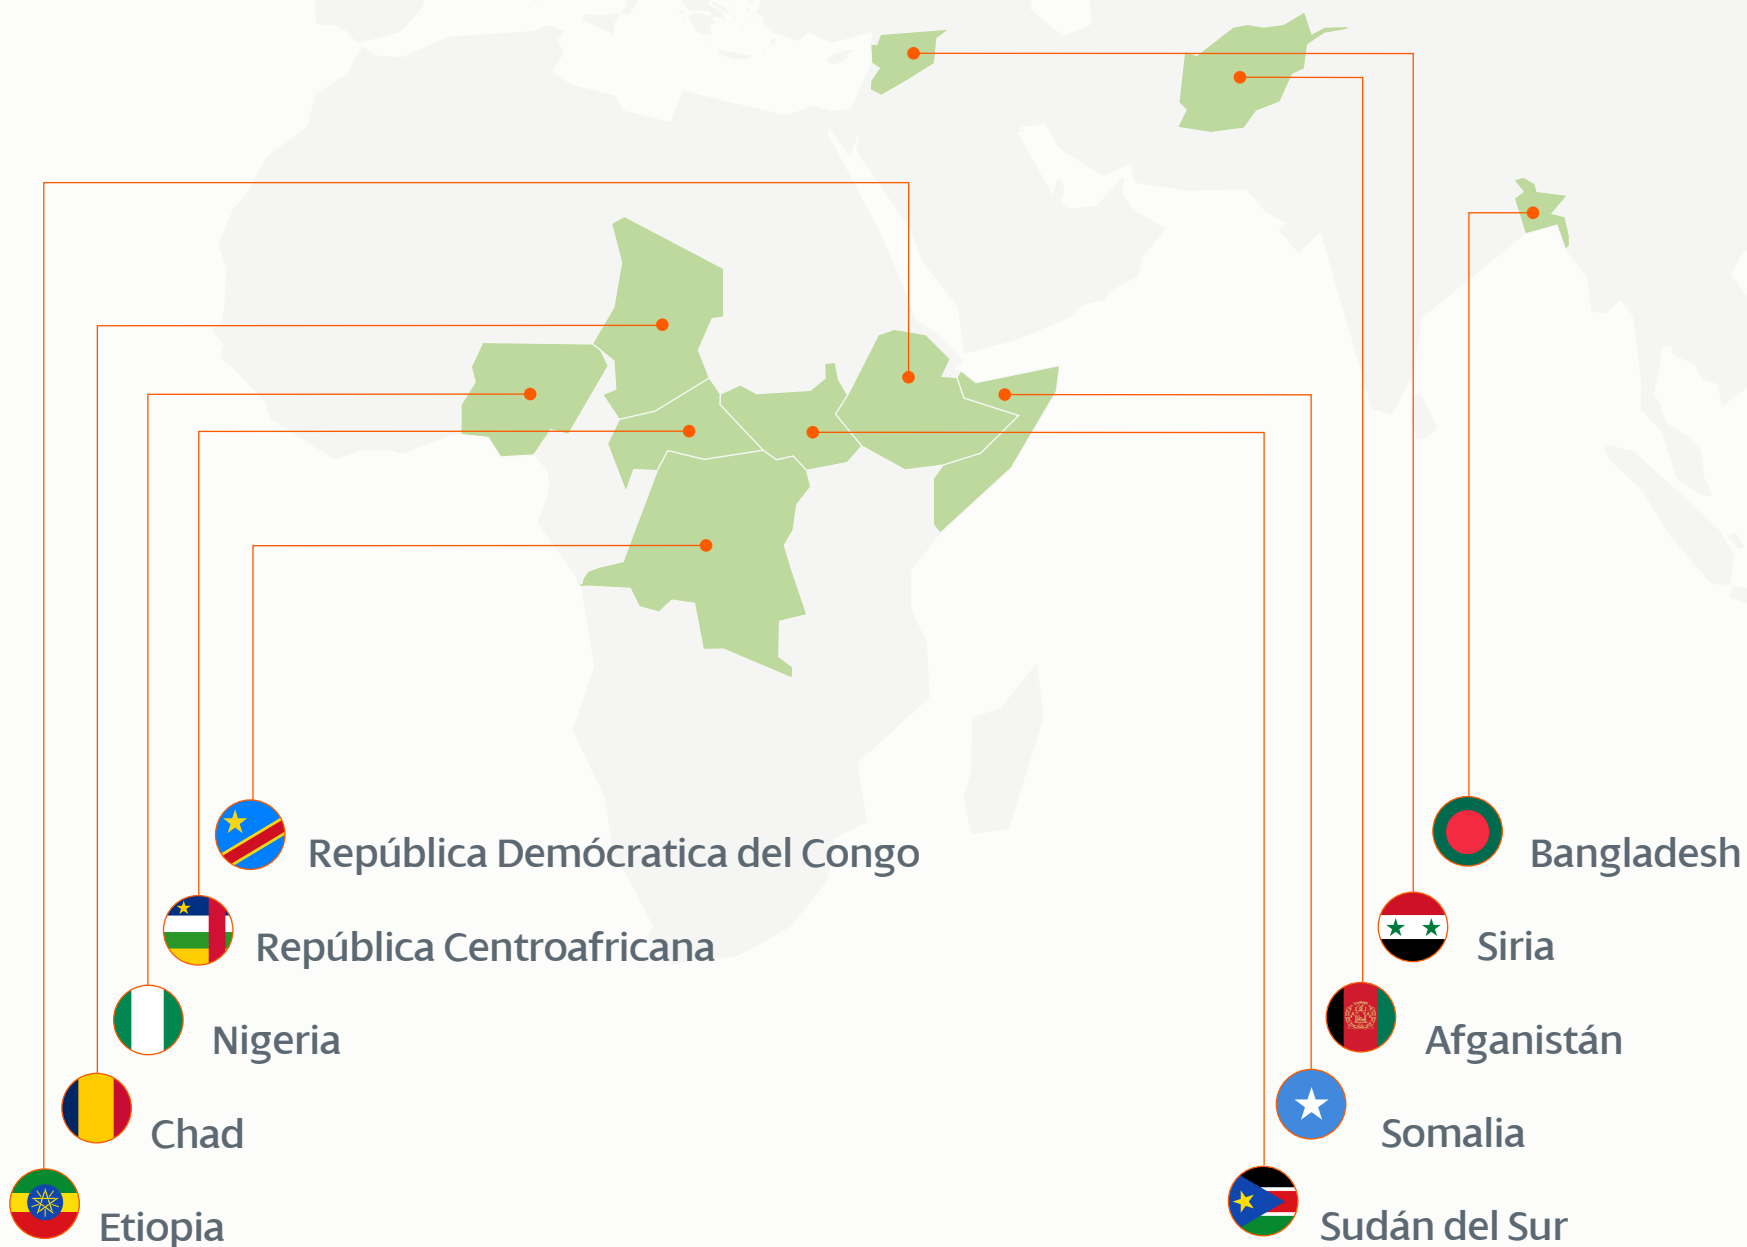 República Demócratica del Congo
República Centroafricana
Nigeria
Chad
Etiopia
Bangladesh
Siria
Afganistán
Somalia
Sudán del Sur